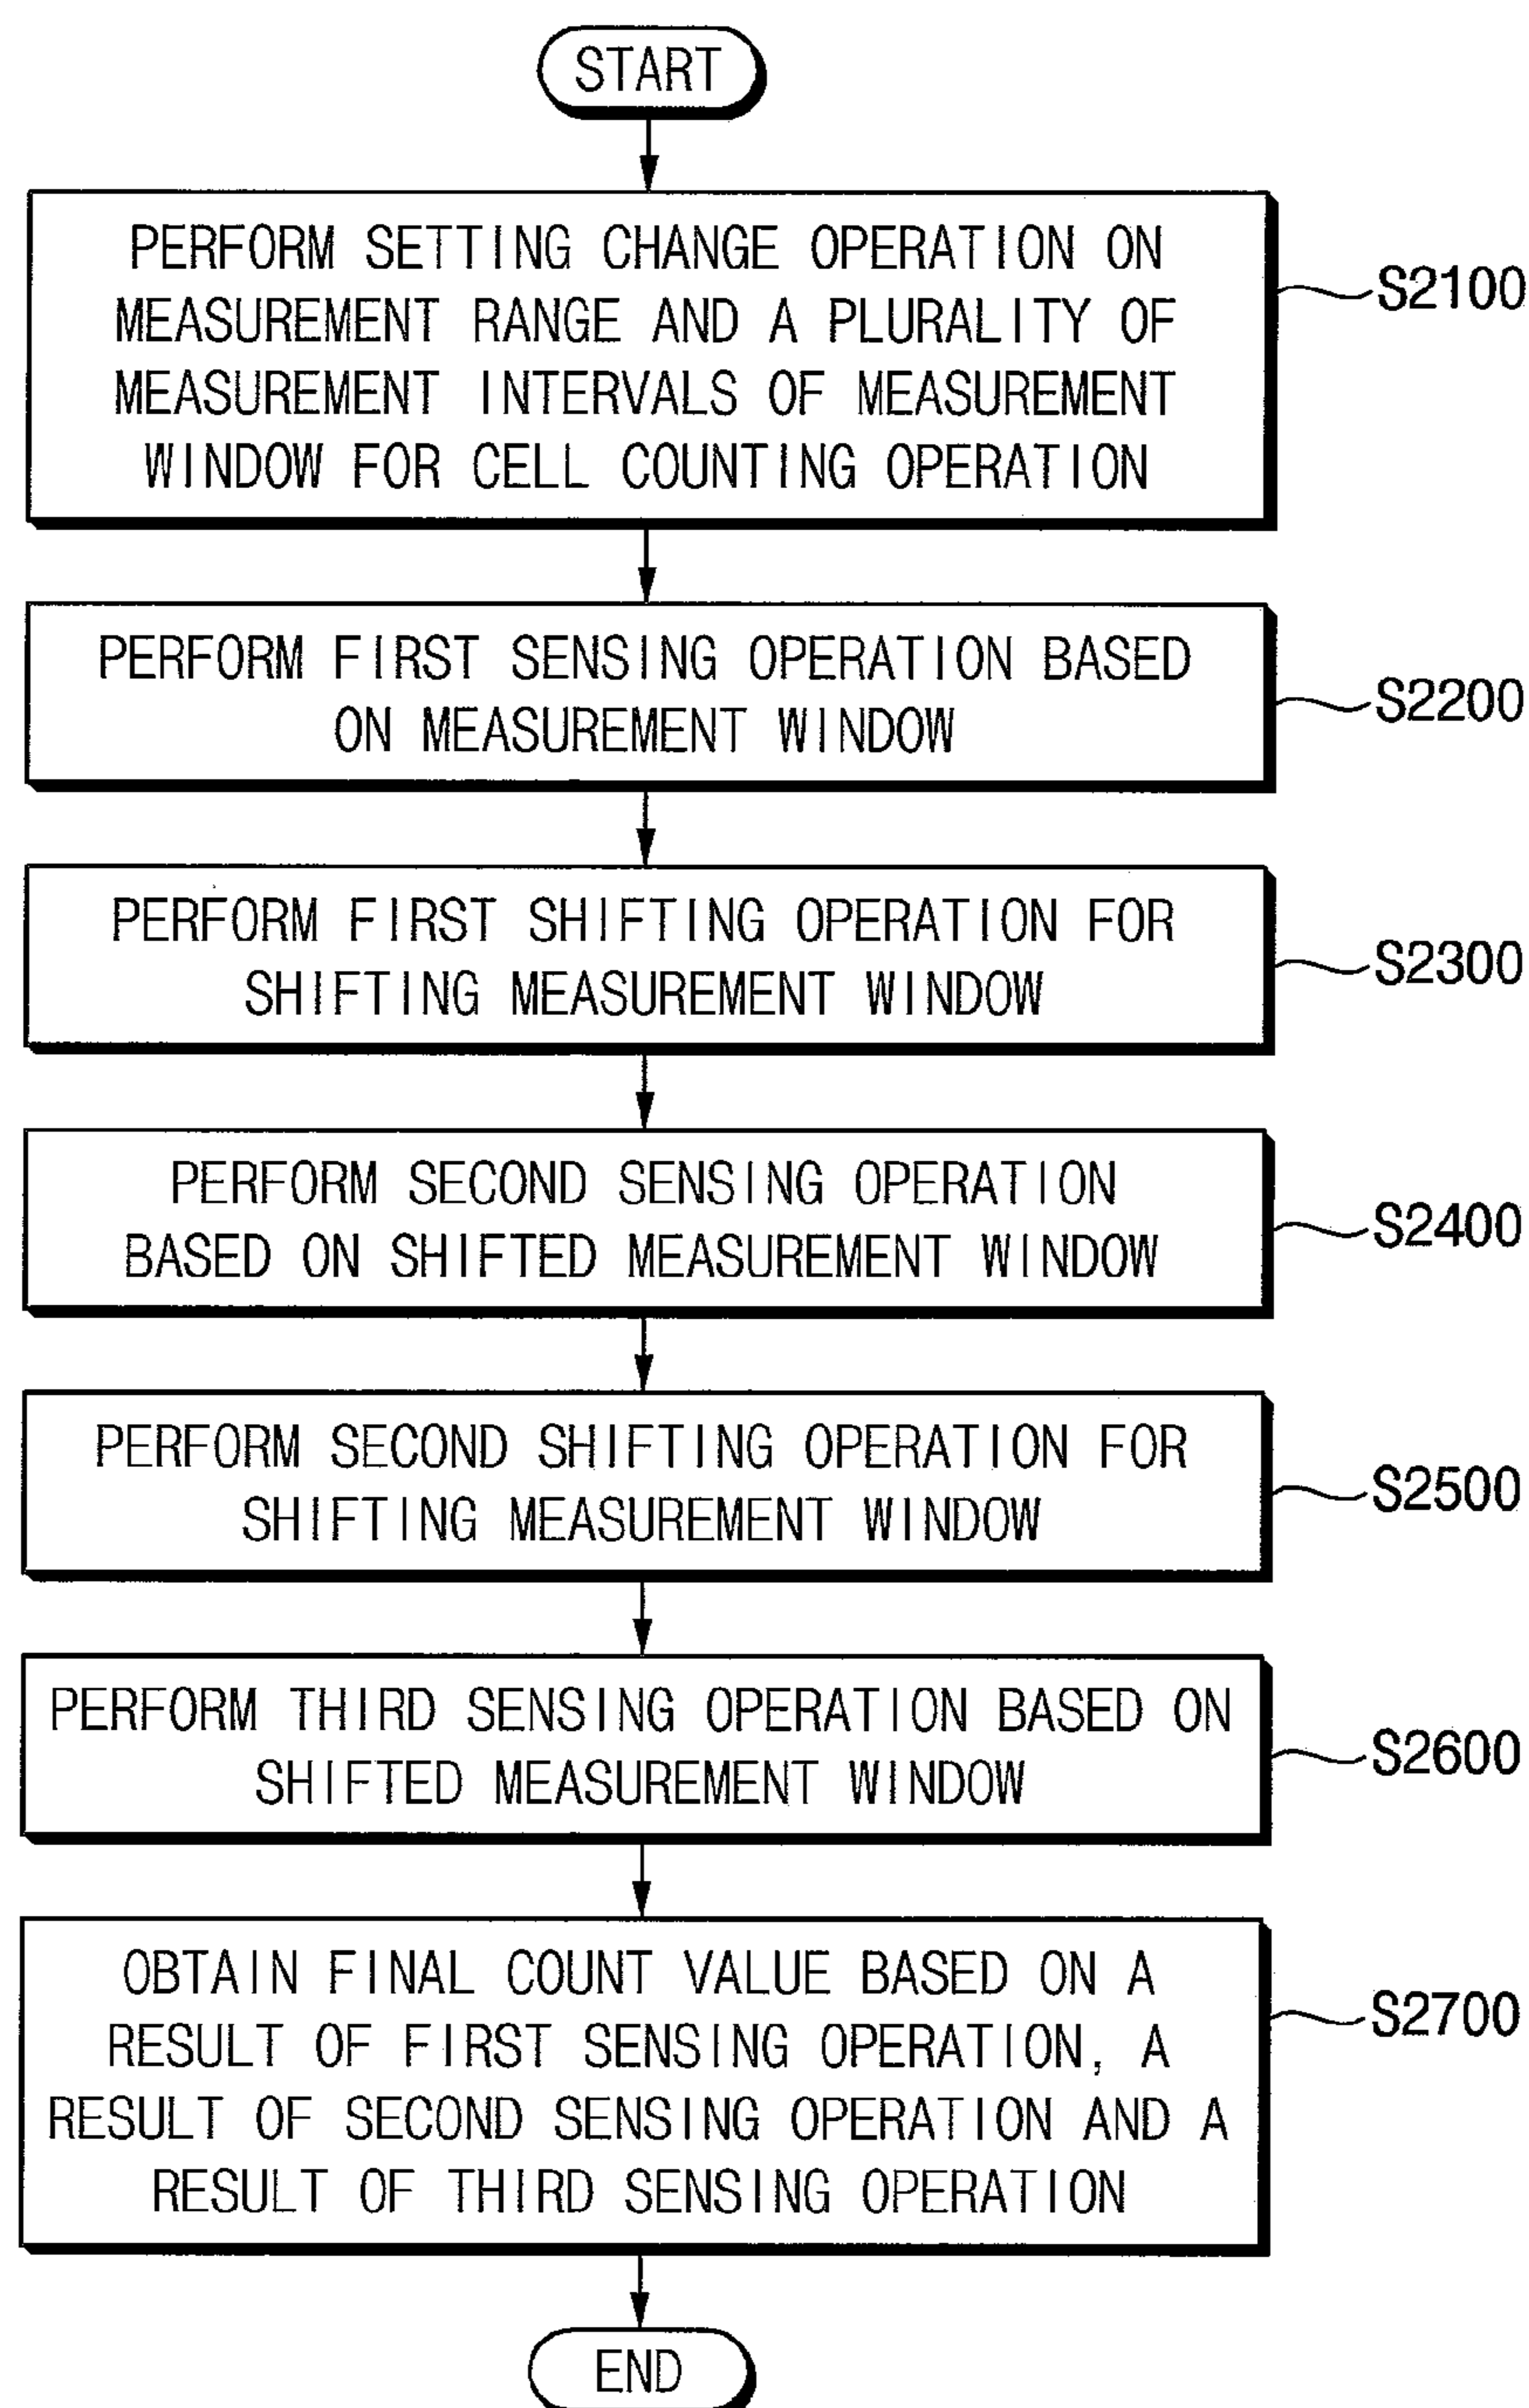 START
PERFORM SETTING CHANGE OPERATION ON
MEASUREMENT RANGE AND A PLURALITY OF
MEASUREMENT INTERVALS OF MEASUREMENT
WINDOW FOR CELL COUNTING OPERATION
S2100
PERFORM FIRST SENSING OPERATION BASED
ON MEASUREMENT WINDOW
S2200
PERFORM FIRST SHIFTING OPERATION FOR
SHIFTING MEASUREMENT WINDOW
S2300
PERFORM SECOND SENSING OPERATION
BASED ON SHIFTED MEASUREMENT WINDOW
S2400
PERFORM SECOND SHIFTING OPERATION FOR
SHIFTING MEASUREMENT WINDOW
S2500
PERFORM THIRD SENSING OPERATION BASED ON
SHIFTED MEASUREMENT WINDOW
S2600
OBTAIN FINAL COUNT VALUE BASED ON A
RESULT OF FIRST SENSING OPERATION, A
RESULT OF SECOND SENSING OPERATION AND A
RESULT OF THIRD SENSING OPERATION
S2700
END